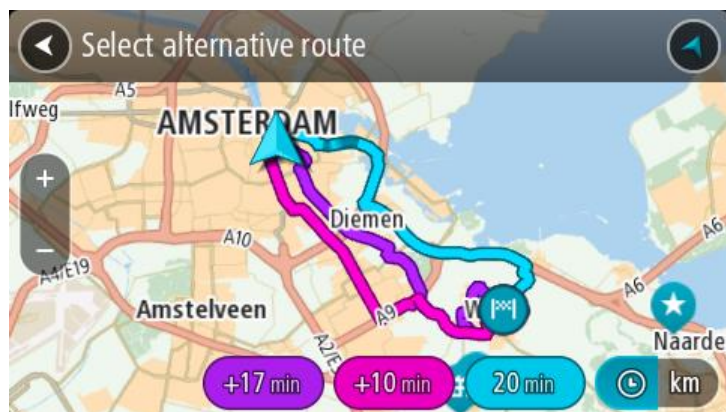 Select alternative route
A5
lfweg
AMSTERDAM
+
Diemen
−
A10
A6
A4/E19
A6
Amstelveen
A9
W
A2/E
Naarde
+17 min
+10 min
20 min
km